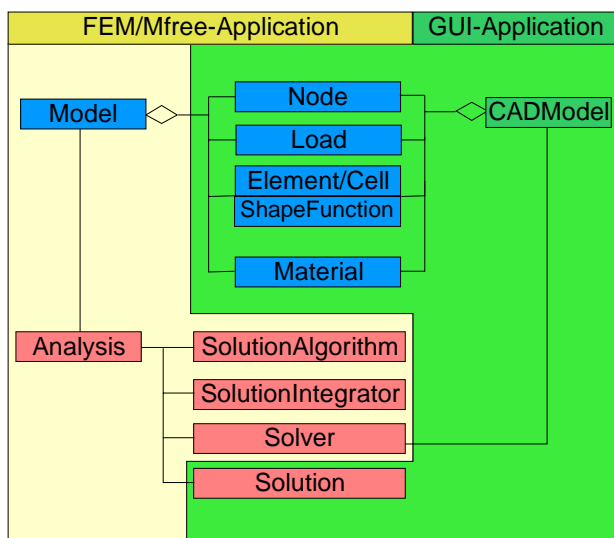 FEM/Mfree-Application
GUI-Application
Node
Model
CADModel
Load
Element/Cell
ShapeFunction
Material
Analysis
SolutionAlgorithm
SolutionIntegrator
Solver
Solution